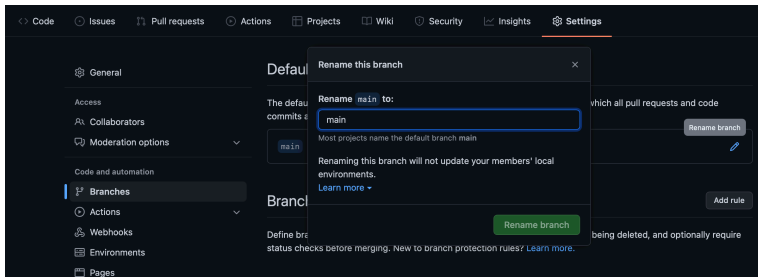 Code Issues Pull requests Actions Projects Wiki Security Insights Settings
General
Access
Collaborators
Moderation options
Code and automation
Branches
Actions
Webhooks
Environments
Pages
Defaul
The defau
commits a
which all pull requests and code
main
Rename branch
Rename this branch
Rename main to:
main
Most projects name the default branch main
Renaming this branch will not update your members' local
environments.
Learn more
Rename branch
Branc
Add rule
Define bra
being deleted, and optionally require
status checks before merging. New to branch protection rules? Learn more.